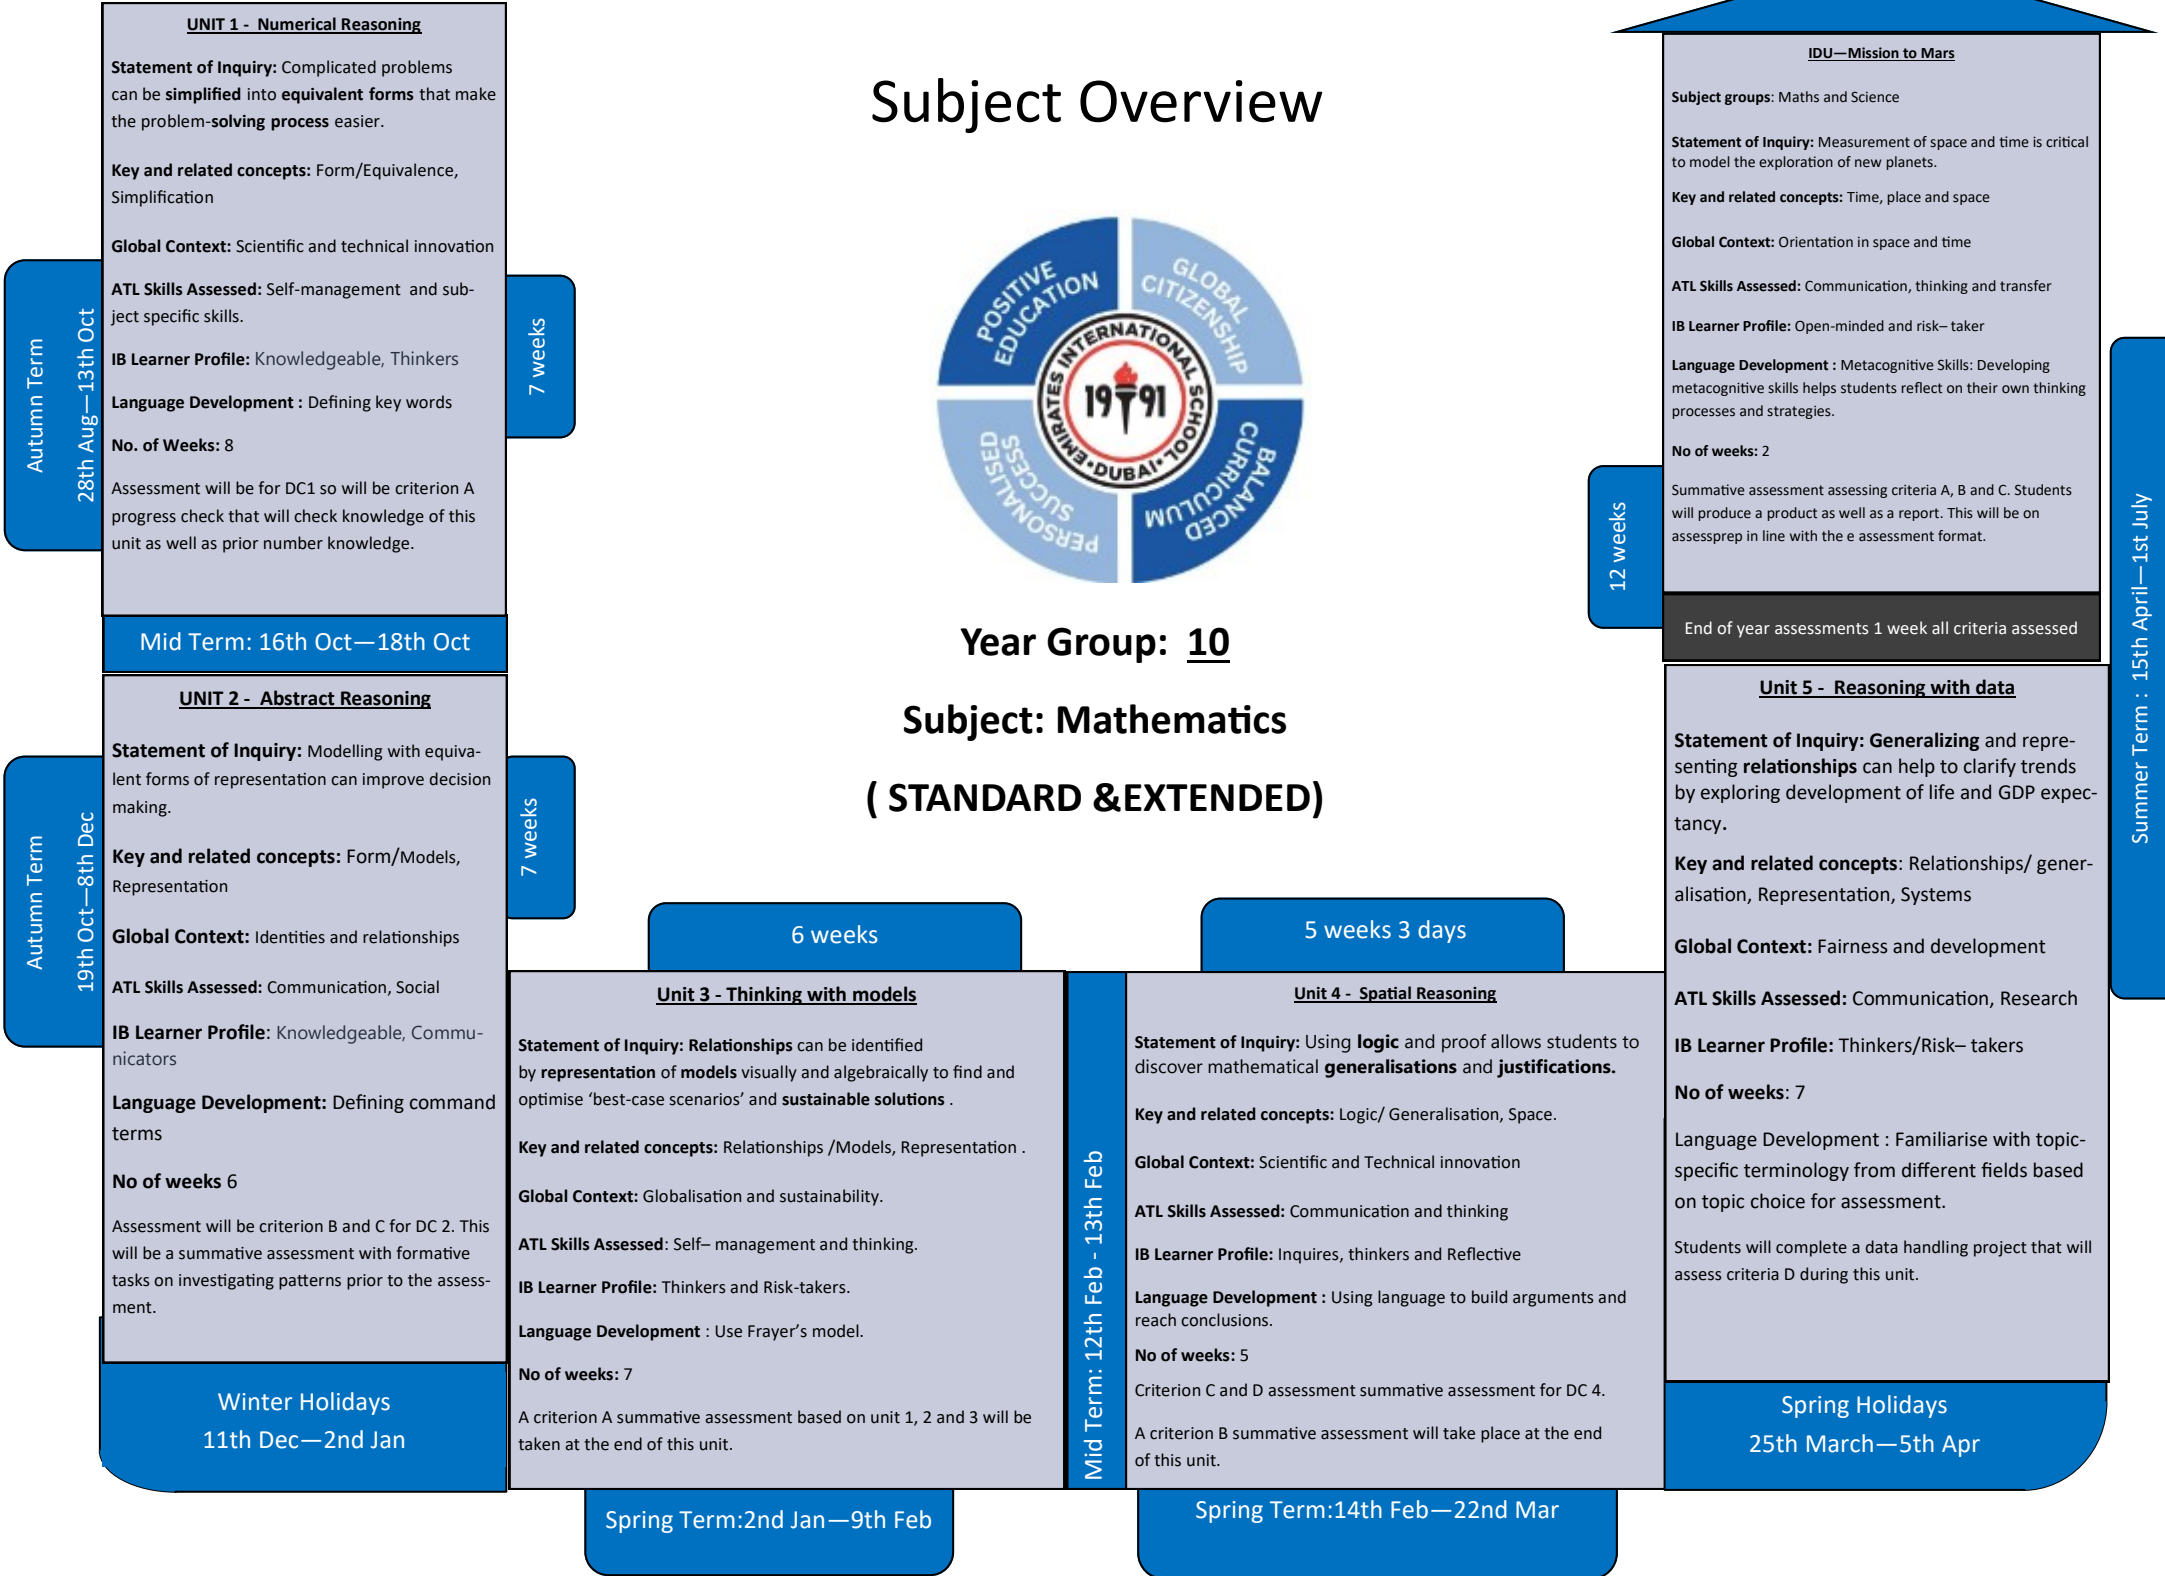 UNIT 1 - Numerical Reasoning
Statement of Inquiry: Complicated problems
can be simplified into equivalent forms that make
the problem-solving process easier.
Key and related concepts: Form/Equivalence,
Simplification
Global Context: Scientific and technical innovation
ATL Skills Assessed: Self-management and sub-
ject specific skills.
IB Learner Profile: Knowledgeable, Thinkers
Language Development : Defining key words
No. of Weeks: 8
Assessment will be for DC1 so will be criterion A
progress check that will check knowledge of this
unit as well as prior number knowledge.
Autumn Term
28th Aug—13th Oct
7 weeks
Mid Term: 16th Oct—18th Oct
UNIT 2 - Abstract Reasoning
Statement of Inquiry: Modelling with equiva-
lent forms of representation can improve decision
making.
Key and related concepts: Form/Models,
Representation
Global Context: Identities and relationships
ATL Skills Assessed: Communication, Social
IB Learner Profile: Knowledgeable, Commu-
nicators
Language Development: Defining command
terms
No of weeks 6
Assessment will be criterion B and C for DC 2. This
will be a summative assessment with formative
tasks on investigating patterns prior to the assess-
ment.
Autumn Term
19th Oct—8th Dec
7 weeks
Winter Holidays
11th Dec—2nd Jan
Subject Overview
POSITIVE
EDUCATION
GLOBAL
CITIZENSHIP
PERSONALISED
SUCCESS
BALANCED
CURRICULUM
EMIRATES INTERNATIONAL SCHOOL
•DUBAI•
19 91
Year Group: 10
Subject: Mathematics
( STANDARD &EXTENDED)
6 weeks
Unit 3 - Thinking with models
Statement of Inquiry: Relationships can be identified
by representation of models visually and algebraically to find and
optimise ‘best-case scenarios’ and sustainable solutions .
Key and related concepts: Relationships /Models, Representation .
Global Context: Globalisation and sustainability.
ATL Skills Assessed: Self– management and thinking.
IB Learner Profile: Thinkers and Risk-takers.
Language Development : Use Frayer’s model.
No of weeks: 7
A criterion A summative assessment based on unit 1, 2 and 3 will be
taken at the end of this unit.
Spring Term:2nd Jan—9th Feb
Mid Term: 12th Feb - 13th Feb
5 weeks 3 days
Unit 4 - Spatial Reasoning
Statement of Inquiry: Using logic and proof allows students to
discover mathematical generalisations and justifications.
Key and related concepts: Logic/ Generalisation, Space.
Global Context: Scientific and Technical innovation
ATL Skills Assessed: Communication and thinking
IB Learner Profile: Inquires, thinkers and Reflective
Language Development : Using language to build arguments and
reach conclusions.
No of weeks: 5
Criterion C and D assessment summative assessment for DC 4.
A criterion B summative assessment will take place at the end
of this unit.
Spring Term:14th Feb—22nd Mar
IDU—Mission to Mars
Subject groups: Maths and Science
Statement of Inquiry: Measurement of space and time is critical
to model the exploration of new planets.
Key and related concepts: Time, place and space
Global Context: Orientation in space and time
ATL Skills Assessed: Communication, thinking and transfer
IB Learner Profile: Open-minded and risk– taker
Language Development : Metacognitive Skills: Developing
metacognitive skills helps students reflect on their own thinking
processes and strategies.
No of weeks: 2
Summative assessment assessing criteria A, B and C. Students
will produce a product as well as a report. This will be on
assessprep in line with the e assessment format.
12 weeks
End of year assessments 1 week all criteria assessed
Unit 5 - Reasoning with data
Statement of Inquiry: Generalizing and repre-
senting relationships can help to clarify trends
by exploring development of life and GDP expec-
tancy.
Key and related concepts: Relationships/ gener-
alisation, Representation, Systems
Global Context: Fairness and development
ATL Skills Assessed: Communication, Research
IB Learner Profile: Thinkers/Risk– takers
No of weeks: 7
Language Development : Familiarise with topic-
specific terminology from different fields based
on topic choice for assessment.
Students will complete a data handling project that will
assess criteria D during this unit.
Summer Term : 15th April—1st July
Spring Holidays
25th March—5th Apr